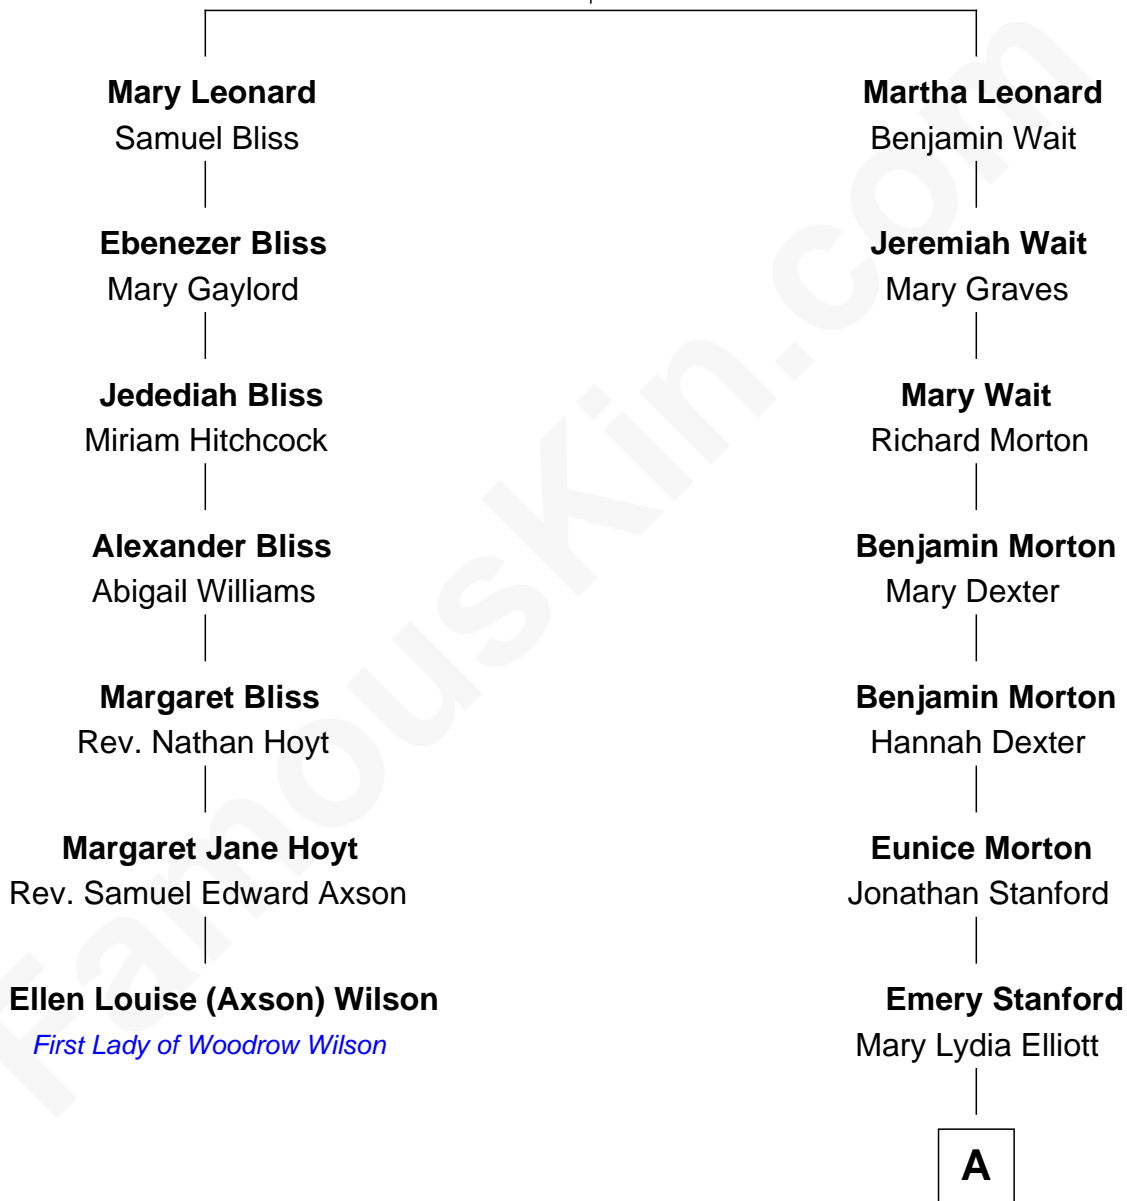 Mary Leonard
Samuel Bliss
Ebenezer Bliss
Mary Gaylord
Jedediah Bliss
Miriam Hitchcock
Alexander Bliss
Abigail Williams
Margaret Bliss
Rev. Nathan Hoyt
Margaret Jane Hoyt
Rev. Samuel Edward Axson
Ellen Louise (Axson) Wilson
First Lady of Woodrow Wilson
Martha Leonard
Benjamin Wait
Jeremiah Wait
Mary Graves
Mary Wait
Richard Morton
Benjamin Morton
Mary Dexter
Benjamin Morton
Hannah Dexter
Eunice Morton
Jonathan Stanford
Emery Stanford
Mary Lydia Elliott
A
FamousKin.com